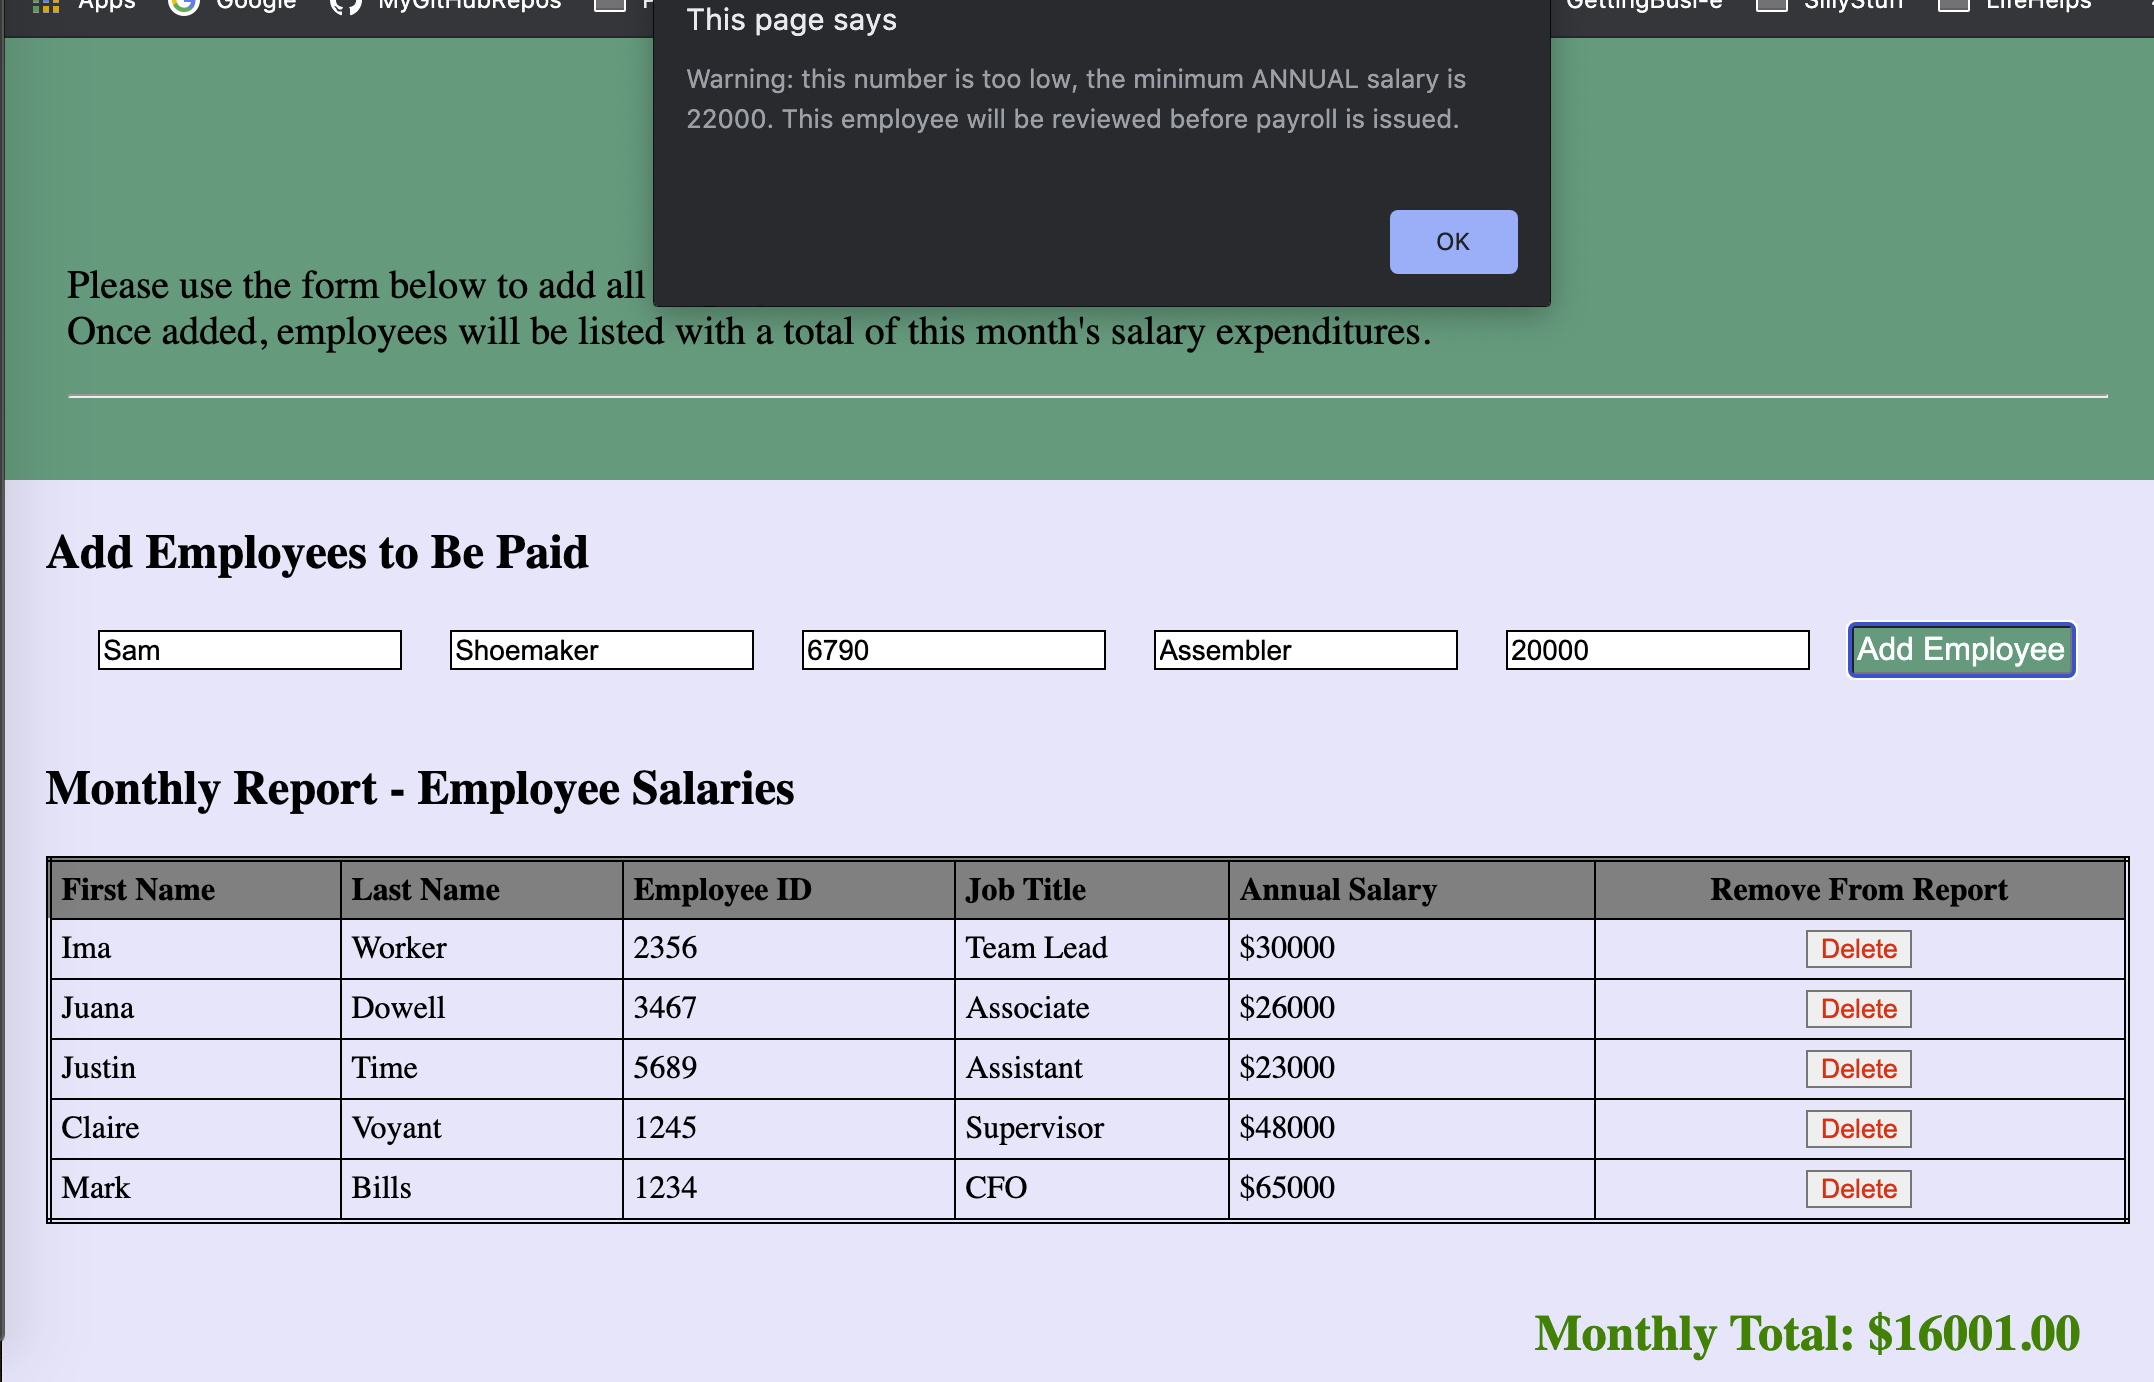 Apps Google MyGitHubRepos GettingBusi-e SillyStuff LifeHelps
This page says
Warning: this number is too low, the minimum ANNUAL salary is
22000. This employee will be reviewed before payroll is issued.
OK
Please use the form below to add all
Once added, employees will be listed with a total of this month's salary expenditures.
Add Employees to Be Paid
Sam Shoemaker 6790 Assembler 20000 Add Employee
Monthly Report - Employee Salaries
First Name Last Name Employee ID Job Title Annual Salary Remove From Report
Ima Worker 2356 Team Lead $30000 Delete
Juana Dowell 3467 Associate $26000 Delete
Justin Time 5689 Assistant $23000 Delete
Claire Voyant 1245 Supervisor $48000 Delete
Mark Bills 1234 CFO $65000 Delete
Monthly Total: $16001.00